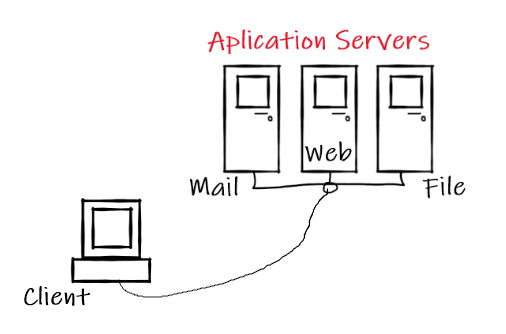 Aplication Servers
Web
Mail
File
Client